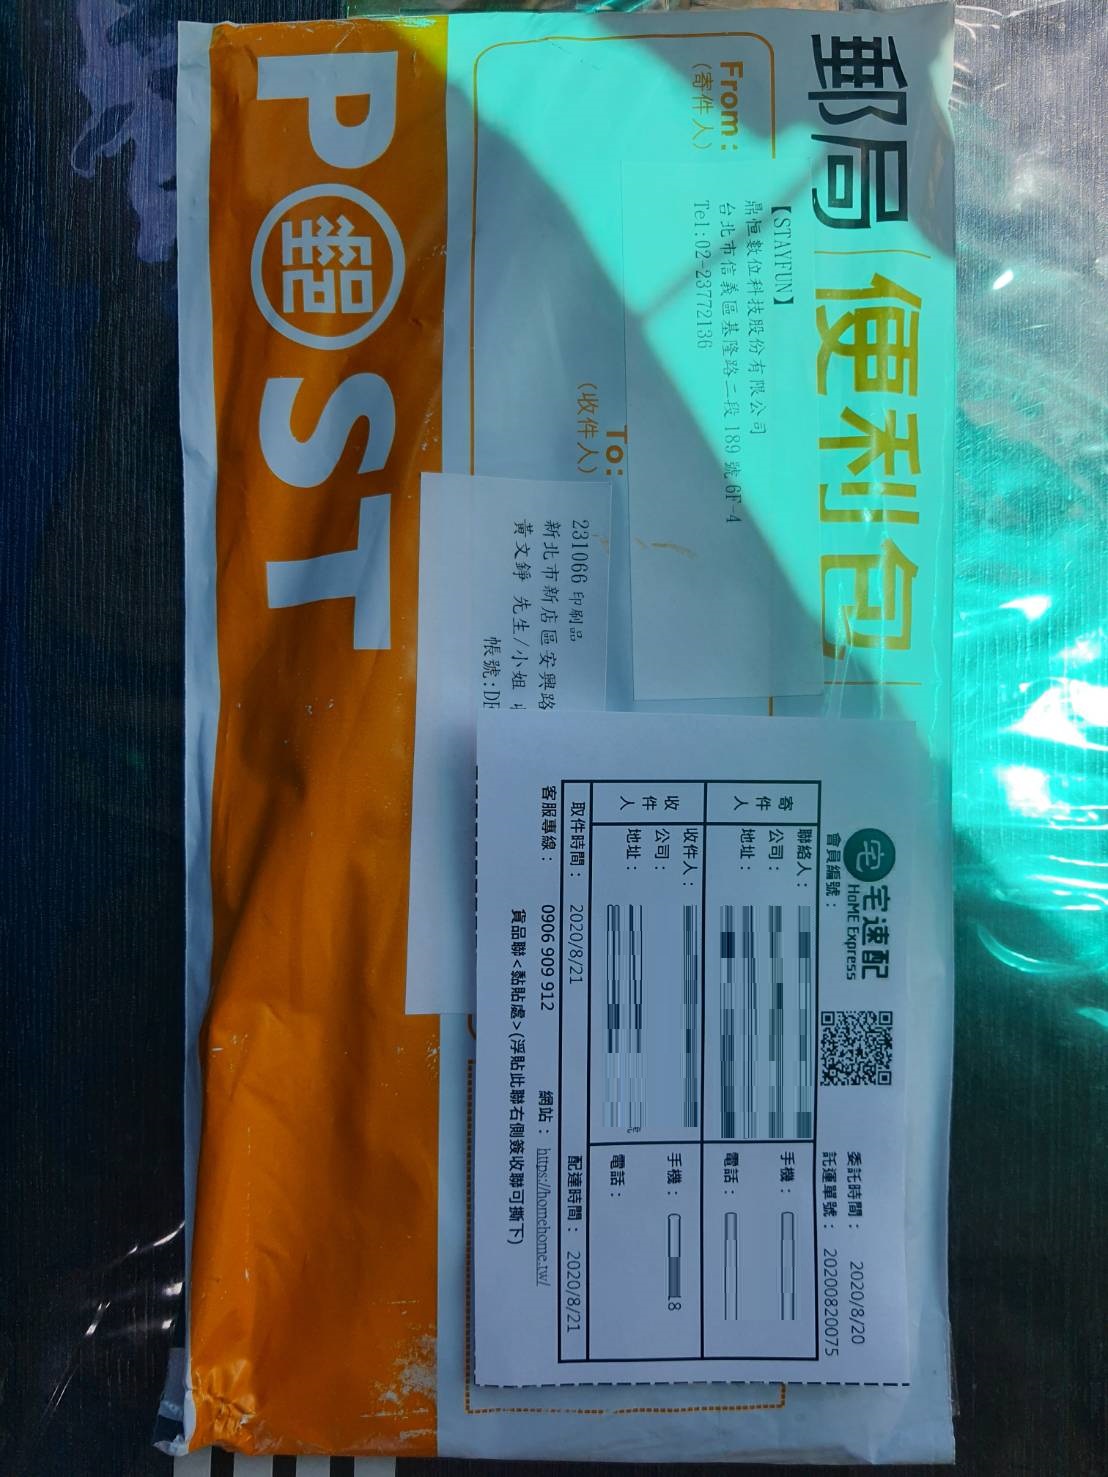 郵局 便利包
From:
(寄件人)
【STAYFUN】
鼎恒數位科技股份有限公司
台北市信義區基隆路二段 189 號 6F-4
Tel:02-23772136
To:
(收件人)
231066 印刷品
新北市新店區安興路
黃文錚 先生/小姐
帳號:DF
P郵ST
宅 宅速配
HoME Express
會員編號：
委託時間： 2020/8/20
託運單號： 20200820075
寄件人
聯絡人：
手機：
公司：
地址：
電話：
收件人
收件人：
手機： 8
公司：
地址：
電話：
取件時間： 2020/8/21 配達時間： 2020/8/21
客服專線： 0906 909 912 網站： https://homehome.tw/
貨品聯<黏貼處>(浮貼此聯右側簽收聯可撕下)